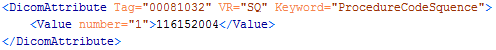 <DicomAttribute Tag="00081032" VR="SQ" Keyword="ProcedureCodeSquence">
<Value number="1">116152004</Value>
</DicomAttribute>